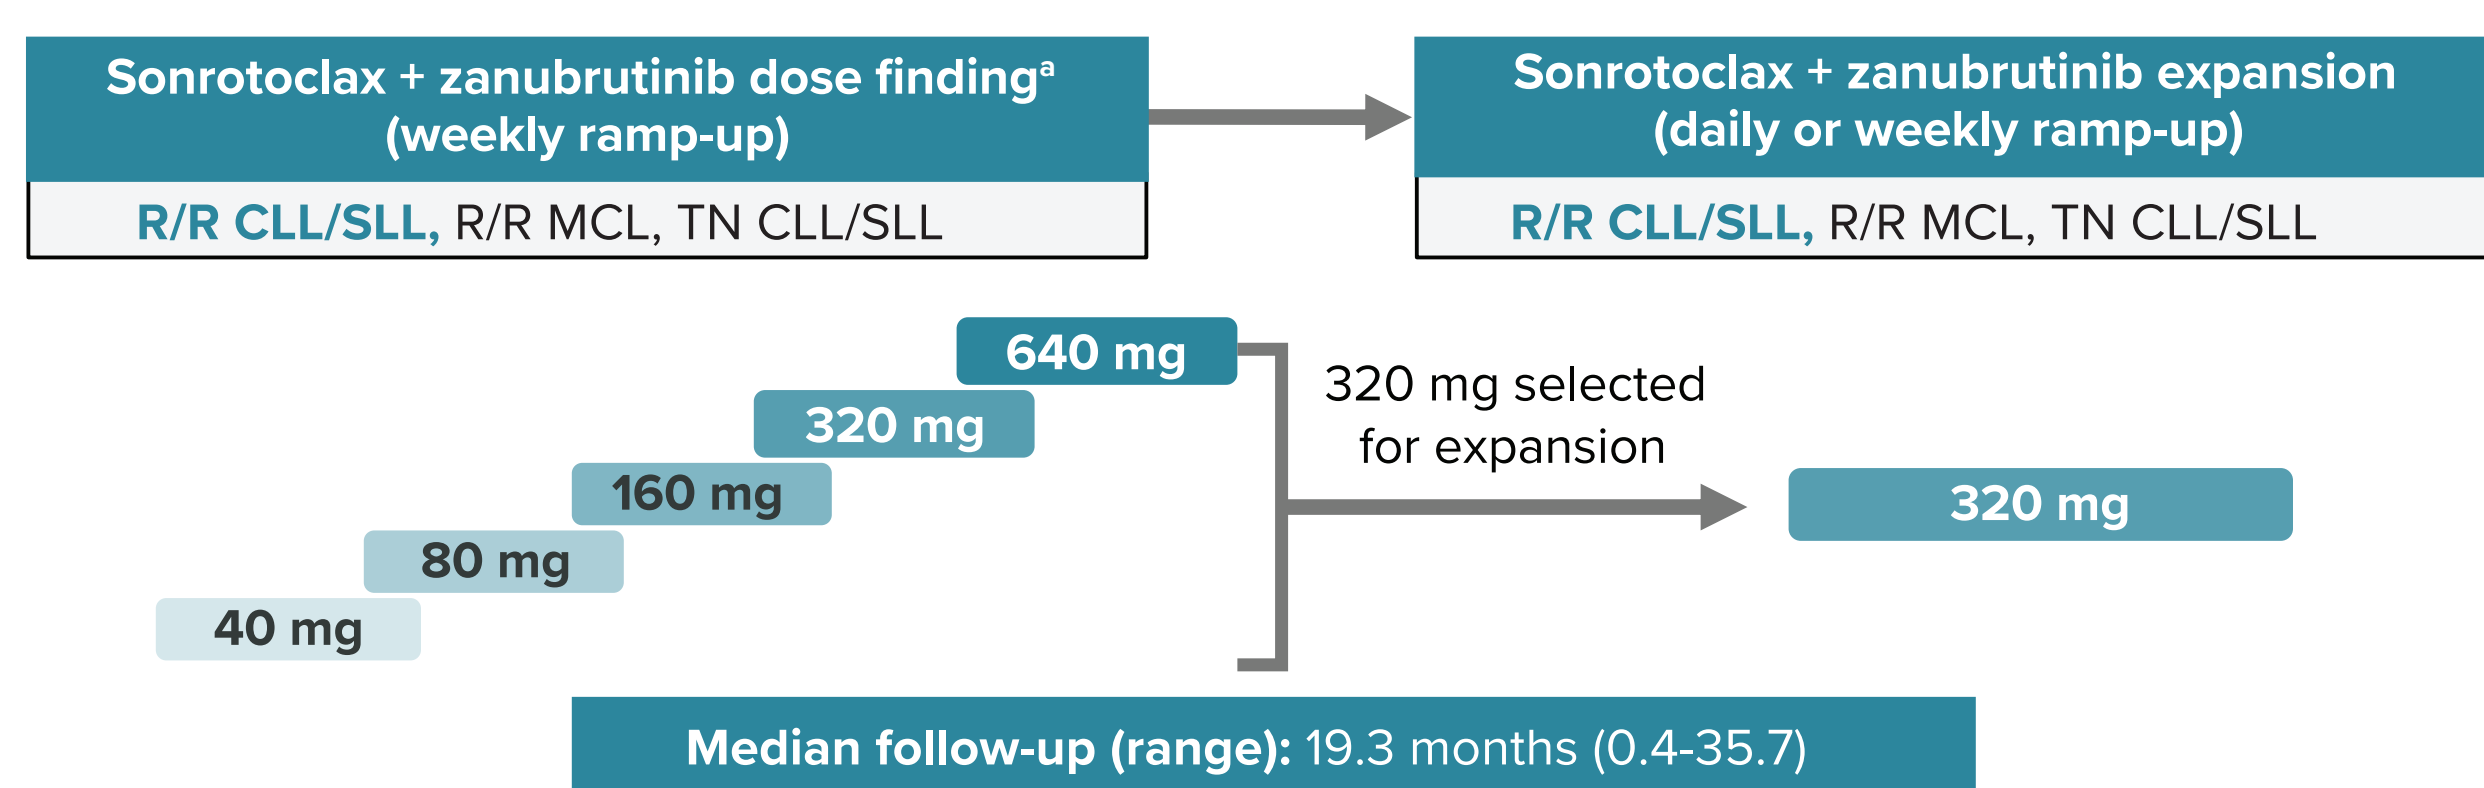 Sonrotoclax + zanubrutinib dose findingᵃ
(weekly ramp-up)
R/R CLL/SLL, R/R MCL, TN CLL/SLL
Sonrotoclax + zanubrutinib expansion
(daily or weekly ramp-up)
R/R CLL/SLL, R/R MCL, TN CLL/SLL
640 mg
320 mg
160 mg
80 mg
40 mg
320 mg selected
for expansion
320 mg
Median follow-up (range): 19.3 months (0.4-35.7)